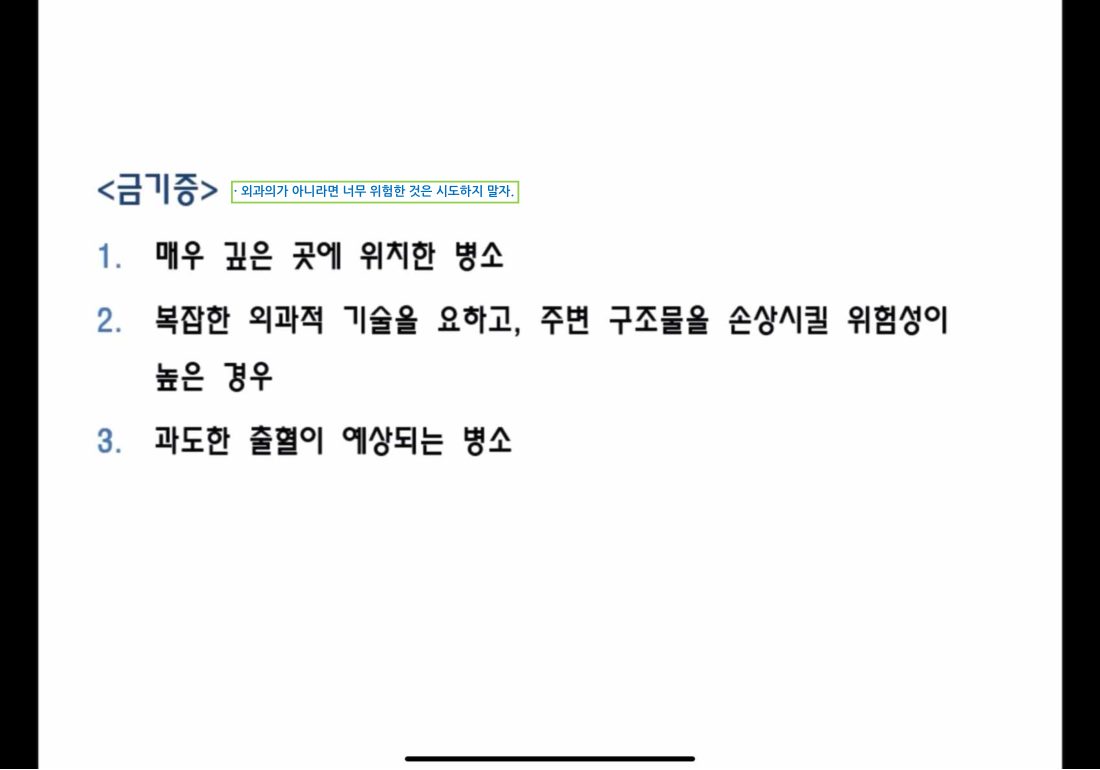 <금기증> · 외과의가 아니라면 너무 위험한 것은 시도하지 말자.
1. 매우 깊은 곳에 위치한 병소
2. 복잡한 외과적 기술을 요하고, 주변 구조물을 손상시킬 위험성이
높은 경우
3. 과도한 출혈이 예상되는 병소